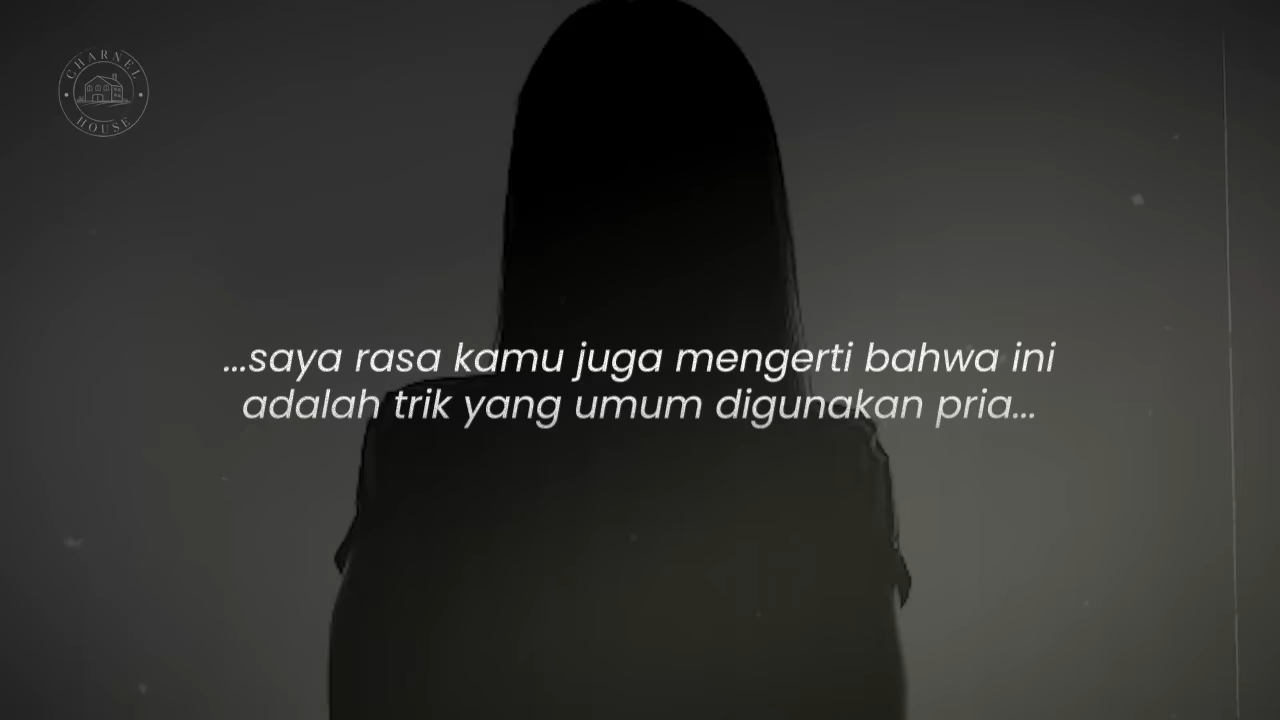 CHARNEL
HOUSE
...saya rasa kamu juga mengerti bahwa ini
adalah trik yang umum digunakan pria...